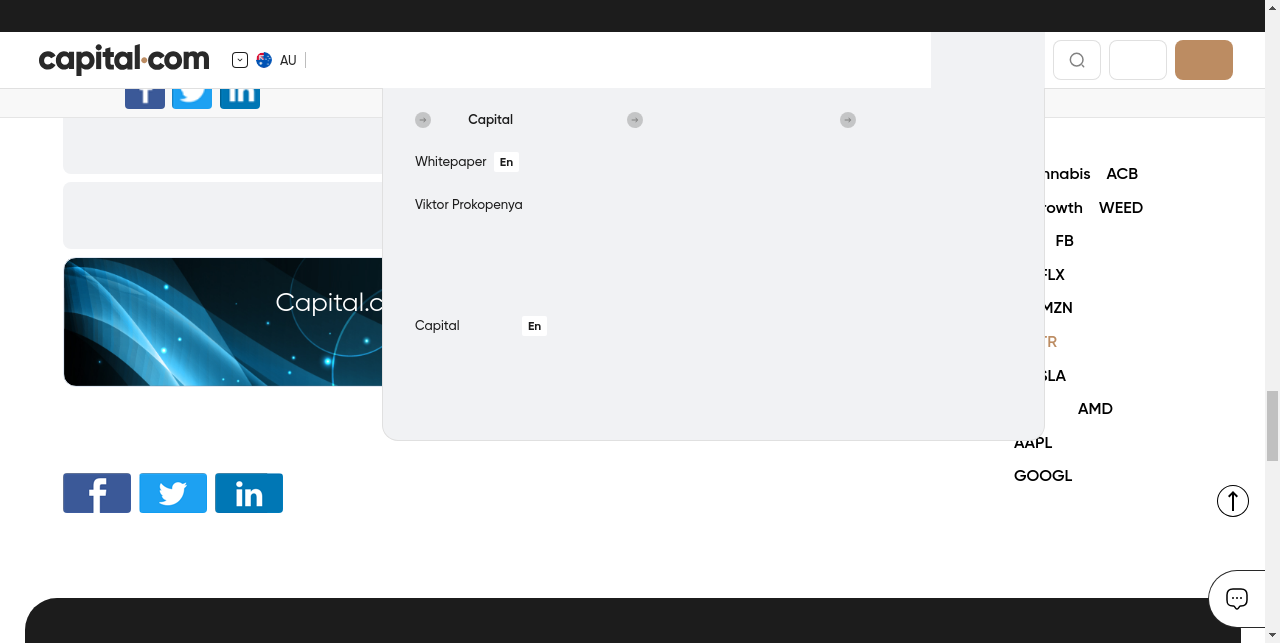 capital.com
AU
Capital
Whitepaper En
Viktor Prokopenya
Capital En
Capital.c
nnabis ACB
rowth WEED
FB
FLX
MZN
TR
SLA
AMD
AAPL
GOOGL